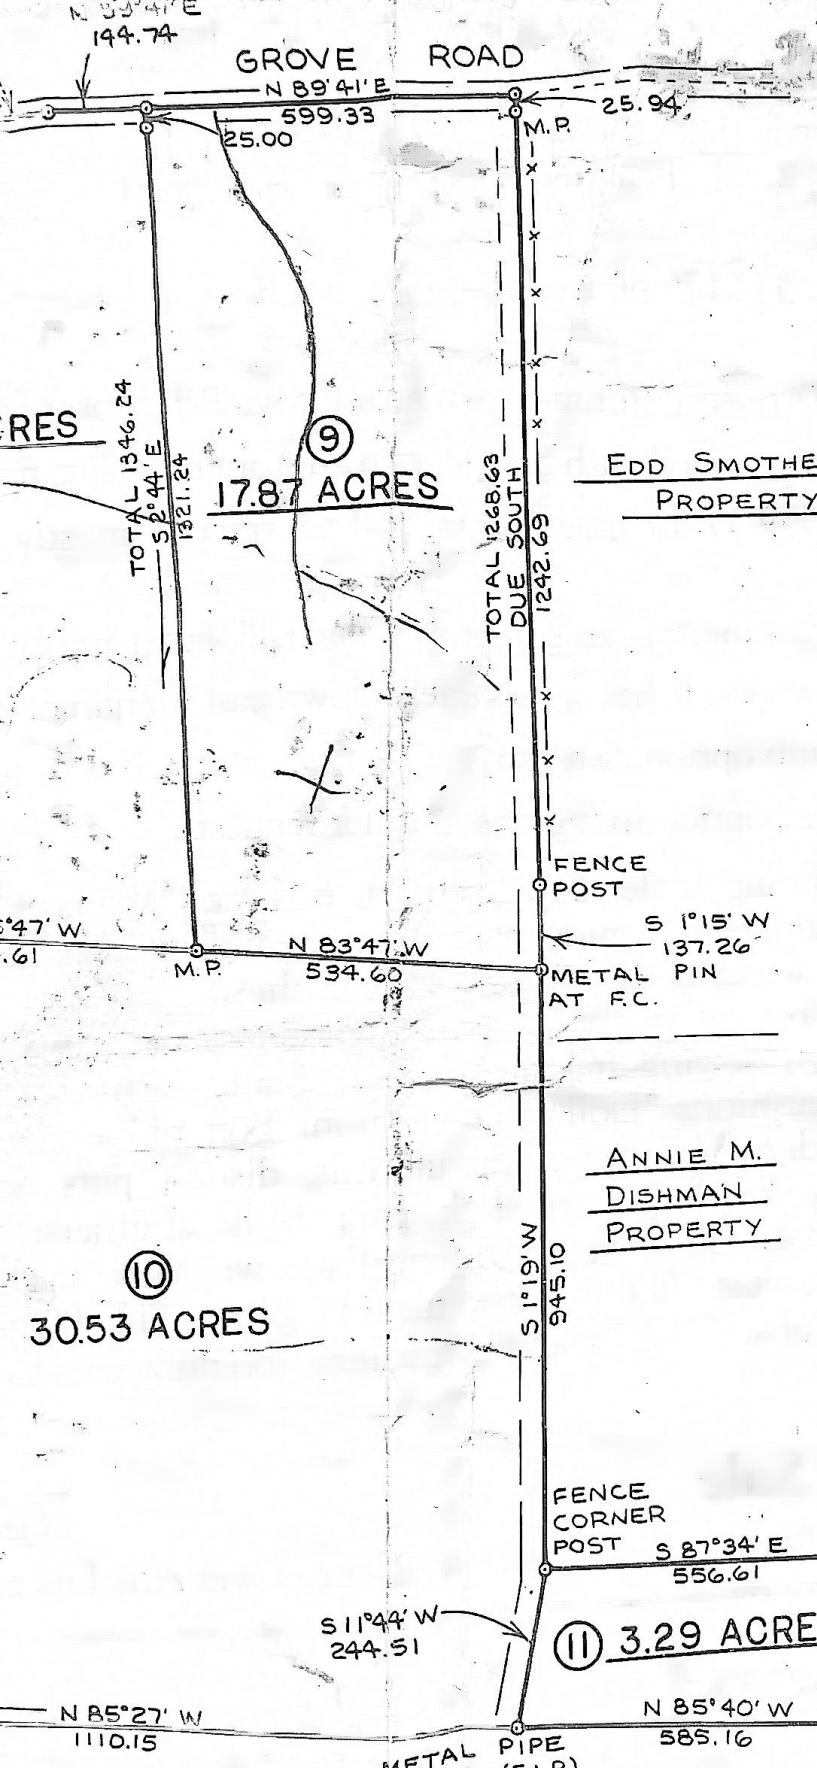 N 89°41' E
144.74
GROVE ROAD
N 89°41' E
599.33
25.94
M.P.
25.00
TOTAL 1346.24
S 2°44' E
1321.24
CRES
9
17.87 ACRES
TOTAL 1268.63
DUE SOUTH
1242.69
EDD SMOTHE
PROPERTY
FENCE
POST
S 1°15' W
137.26
°47' W
.61
M.P.
N 83°47' W
534.60
METAL PIN
AT F.C.
ANNIE M.
DISHMAN
PROPERTY
S 1°19' W
945.10
10
30.53 ACRES
FENCE
CORNER
POST
S 87°34' E
556.61
S 11°44' W
244.51
11 3.29 ACRE
N 85°27' W
1110.15
N 85°40' W
585.16
METAL PIPE